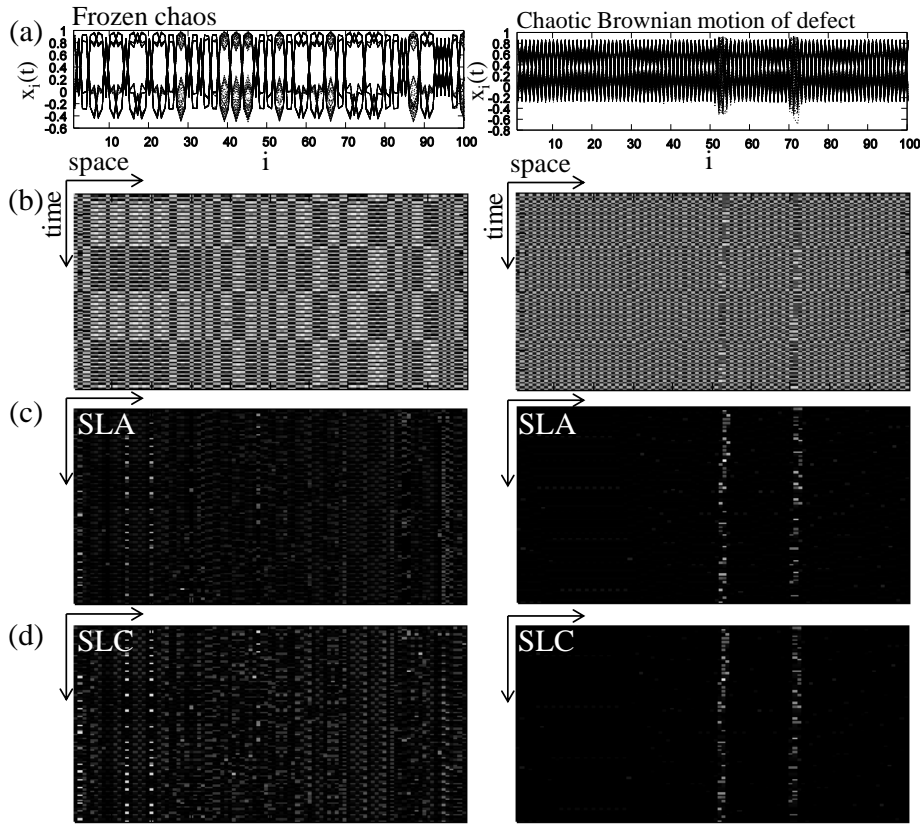 (a)
Frozen chaos
Chaotic Brownian motion of defect
x_i(t)
1
0.8
0.6
0.4
0.2
0
-0.2
-0.4
-0.6
10 20 30 40 50 60 70 80 90 100
i
x_i(t)
1
0.8
0.6
0.4
0.2
0
-0.2
-0.4
-0.6
-0.8
10 20 30 40 50 60 70 80 90 100
i
space
space
(b)
time
time
(c)
SLA
SLA
(d)
SLC
SLC